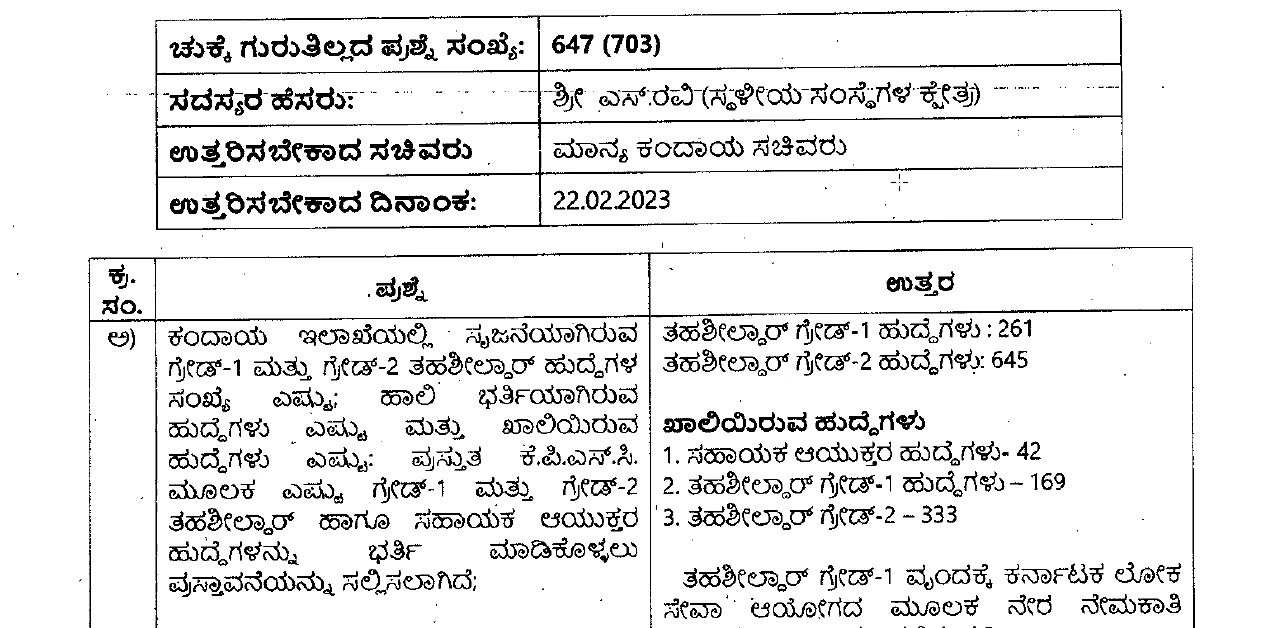 ಚುಕ್ಕೆ ಗುರುತಿಲ್ಲದ ಪ್ರಶ್ನೆ ಸಂಖ್ಯೆ: 647 (703)
ಸದಸ್ಯರ ಹೆಸರು: ಶ್ರೀ ಎಸ್.ರವಿ (ಸ್ಥಳೀಯ ಸಂಸ್ಥೆಗಳ ಕ್ಷೇತ್ರ)
ಉತ್ತರಿಸಬೇಕಾದ ಸಚಿವರು ಮಾನ್ಯ ಕಂದಾಯ ಸಚಿವರು
ಉತ್ತರಿಸಬೇಕಾದ ದಿನಾಂಕ: 22.02.2023
ಕ್ರ.
ಸಂ.
ಪ್ರಶ್ನೆ
ಉತ್ತರ
ಅ)
ಕಂದಾಯ ಇಲಾಖೆಯಲ್ಲಿ ಸೃಜನೆಯಾಗಿರುವ
ಗ್ರೇಡ್-1 ಮತ್ತು ಗ್ರೇಡ್-2 ತಹಶೀಲ್ದಾರ್ ಹುದ್ದೆಗಳ
ಸಂಖ್ಯೆ ಎಷ್ಟು; ಹಾಲಿ ಭರ್ತಿಯಾಗಿರುವ
ಹುದ್ದೆಗಳು ಎಷ್ಟು ಮತ್ತು ಖಾಲಿಯಿರುವ
ಹುದ್ದೆಗಳು ಎಷ್ಟು: ಪ್ರಸ್ತುತ ಕೆ.ಪಿ.ಎಸ್.ಸಿ.
ಮೂಲಕ ಎಷ್ಟು ಗ್ರೇಡ್-1 ಮತ್ತು ಗ್ರೇಡ್-2
ತಹಶೀಲ್ದಾರ್ ಹಾಗೂ ಸಹಾಯಕ ಆಯುಕ್ತರ
ಹುದ್ದೆಗಳನ್ನು ಭರ್ತಿ ಮಾಡಿಕೊಳ್ಳಲು
ಪ್ರಸ್ತಾವನೆಯನ್ನು ಸಲ್ಲಿಸಲಾಗಿದೆ;
ತಹಶೀಲ್ದಾರ್ ಗ್ರೇಡ್-1 ಹುದ್ದೆಗಳು : 261
ತಹಶೀಲ್ದಾರ್ ಗ್ರೇಡ್-2 ಹುದ್ದೆಗಳು: 645
ಖಾಲಿಯಿರುವ ಹುದ್ದೆಗಳು
1. ಸಹಾಯಕ ಆಯುಕ್ತರ ಹುದ್ದೆಗಳು- 42
2. ತಹಶೀಲ್ದಾರ್ ಗ್ರೇಡ್-1 ಹುದ್ದೆಗಳು – 169
3. ತಹಶೀಲ್ದಾರ್ ಗ್ರೇಡ್-2 – 333
ತಹಶೀಲ್ದಾರ್ ಗ್ರೇಡ್-1 ವೃಂದಕ್ಕೆ ಕರ್ನಾಟಕ ಲೋಕ
ಸೇವಾ ಆಯೋಗದ ಮೂಲಕ ನೇರ ನೇಮಕಾತಿ